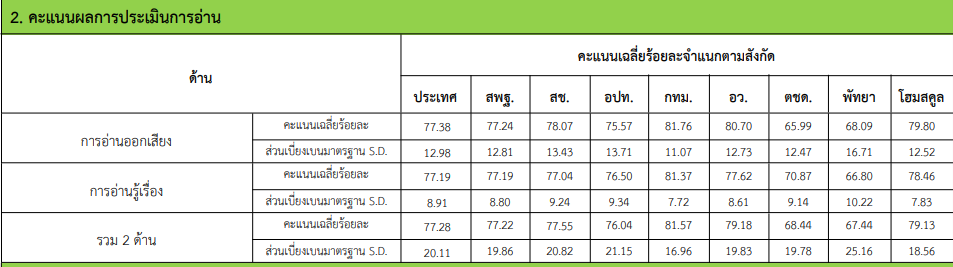 2. คะแนนผลการประเมินการอ่าน
ด้าน คะแนนเฉลี่ยร้อยละจำแนกตามสังกัด
ประเทศ สพฐ. สช. อปท. กทม. อว. ตชด. พัทยา โฮมสคูล
การอ่านออกเสียง คะแนนเฉลี่ยร้อยละ 77.38 77.24 78.07 75.57 81.76 80.70 65.99 68.09 79.80
ส่วนเบี่ยงเบนมาตรฐาน S.D. 12.98 12.81 13.43 13.71 11.07 12.73 12.47 16.71 12.52
การอ่านรู้เรื่อง คะแนนเฉลี่ยร้อยละ 77.19 77.19 77.04 76.50 81.37 77.62 70.87 66.80 78.46
ส่วนเบี่ยงเบนมาตรฐาน S.D. 8.91 8.80 9.24 9.34 7.72 8.61 9.14 10.22 7.83
รวม 2 ด้าน คะแนนเฉลี่ยร้อยละ 77.28 77.22 77.55 76.04 81.57 79.18 68.44 67.44 79.13
ส่วนเบี่ยงเบนมาตรฐาน S.D. 20.11 19.86 20.82 21.15 16.96 19.83 19.78 25.16 18.56